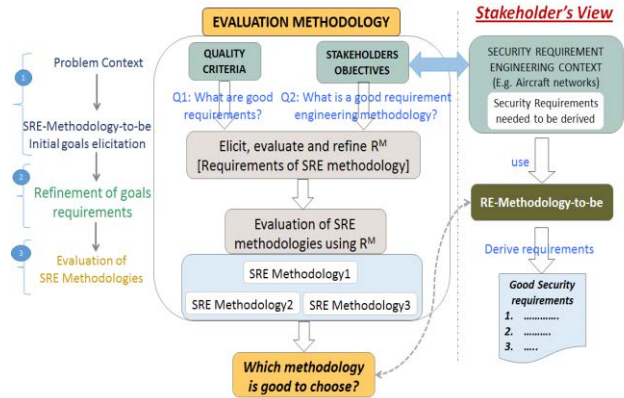 EVALUATION METHODOLOGY
Stakeholder's View
1
Problem Context
SRE-Methodology-to-be
Initial goals elicitation
2
Refinement of goals
requirements
3
Evaluation of
SRE Methodologies
QUALITY
CRITERIA
STAKEHOLDERS
OBJECTIVES
Q1: What are good
requirements?
Q2: What is a good requirement
engineering methodology?
Elicit, evaluate and refine Rᴹ
[Requirements of SRE methodology]
Evaluation of SRE
methodologies using Rᴹ
SRE Methodology1
SRE Methodology2
SRE Methodology3
Which methodology
is good to choose?
SECURITY REQUIREMENT
ENGINEERING CONTEXT
(E.g. Aircraft networks)
Security Requirements
needed to be derived
use
RE-Methodology-to-be
Derive requirements
Good Security
requirements
1. .............
2. ..........
3. .....